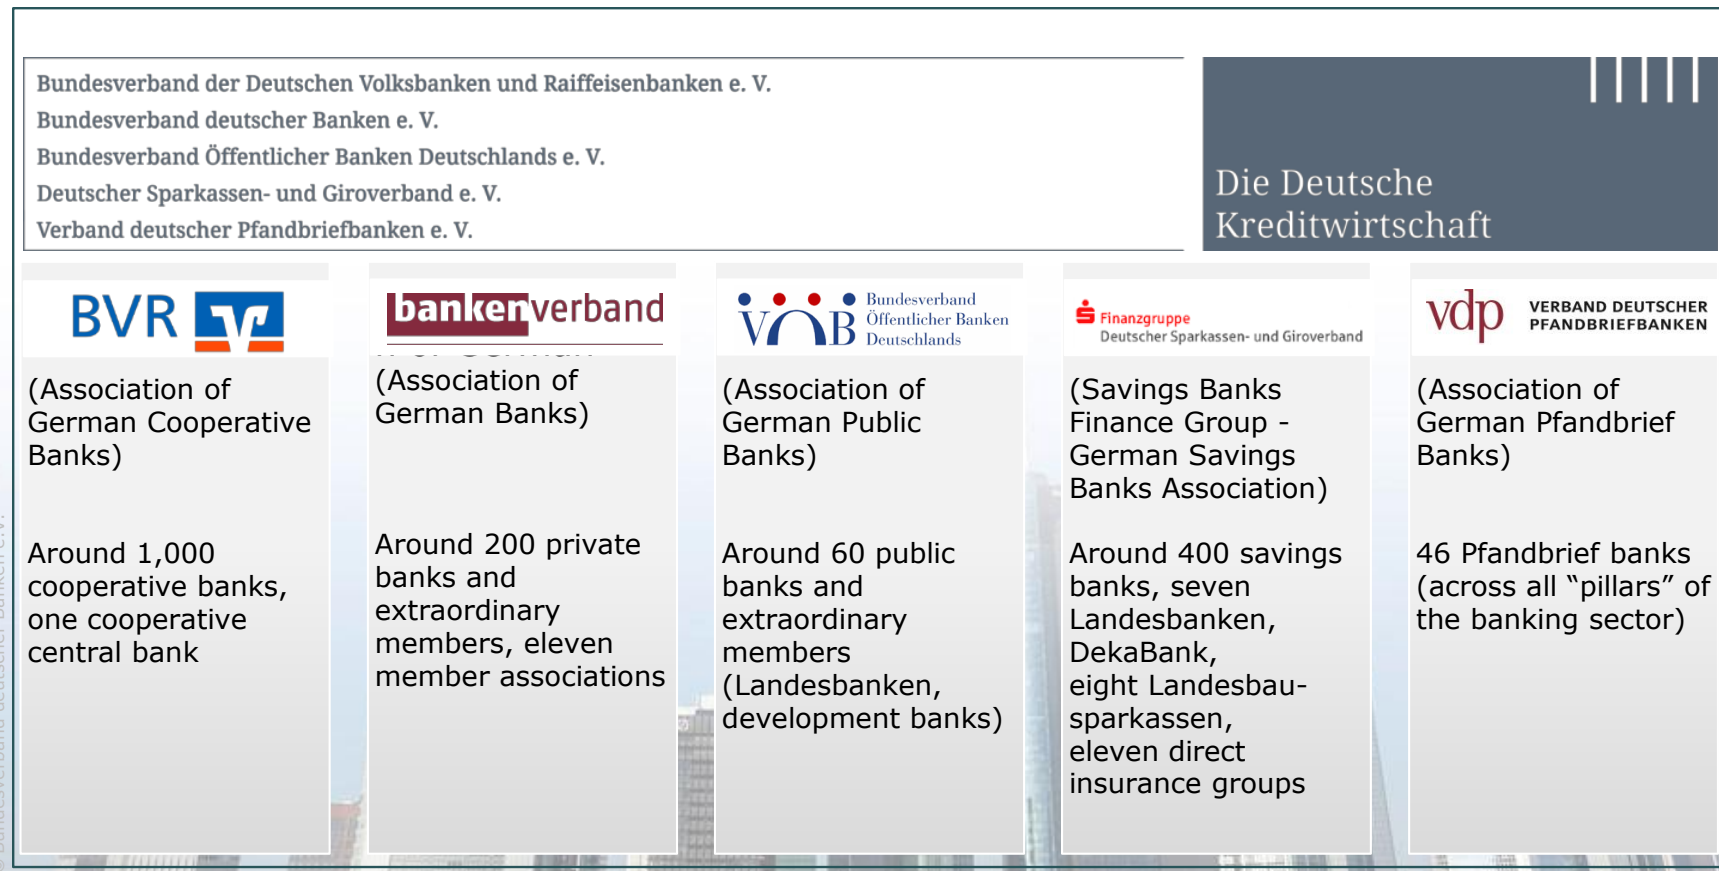 Bundesverband der Deutschen Volksbanken und Raiffeisenbanken e. V.
Bundesverband deutscher Banken e. V.
Bundesverband Öffentlicher Banken Deutschlands e. V.
Deutscher Sparkassen- und Giroverband e. V.
Verband deutscher Pfandbriefbanken e. V.
Die Deutsche
Kreditwirtschaft
BVR
(Association of
German Cooperative
Banks)
Around 1,000
cooperative banks,
one cooperative
central bank
bankenverband
(Association of
German Banks)
Around 200 private
banks and
extraordinary
members, eleven
member associations
VÖB
Bundesverband
Öffentlicher Banken
Deutschlands
(Association of
German Public
Banks)
Around 60 public
banks and
extraordinary
members
(Landesbanken,
development banks)
Finanzgruppe
Deutscher Sparkassen- und Giroverband
(Savings Banks
Finance Group -
German Savings
Banks Association)
Around 400 savings
banks, seven
Landesbanken,
DekaBank,
eight Landesbau-
sparkassen,
eleven direct
insurance groups
vdp
VERBAND DEUTSCHER
PFANDBRIEFBANKEN
(Association of
German Pfandbrief
Banks)
46 Pfandbrief banks
(across all “pillars” of
the banking sector)
© Bundesverband deutscher Banken e.V.